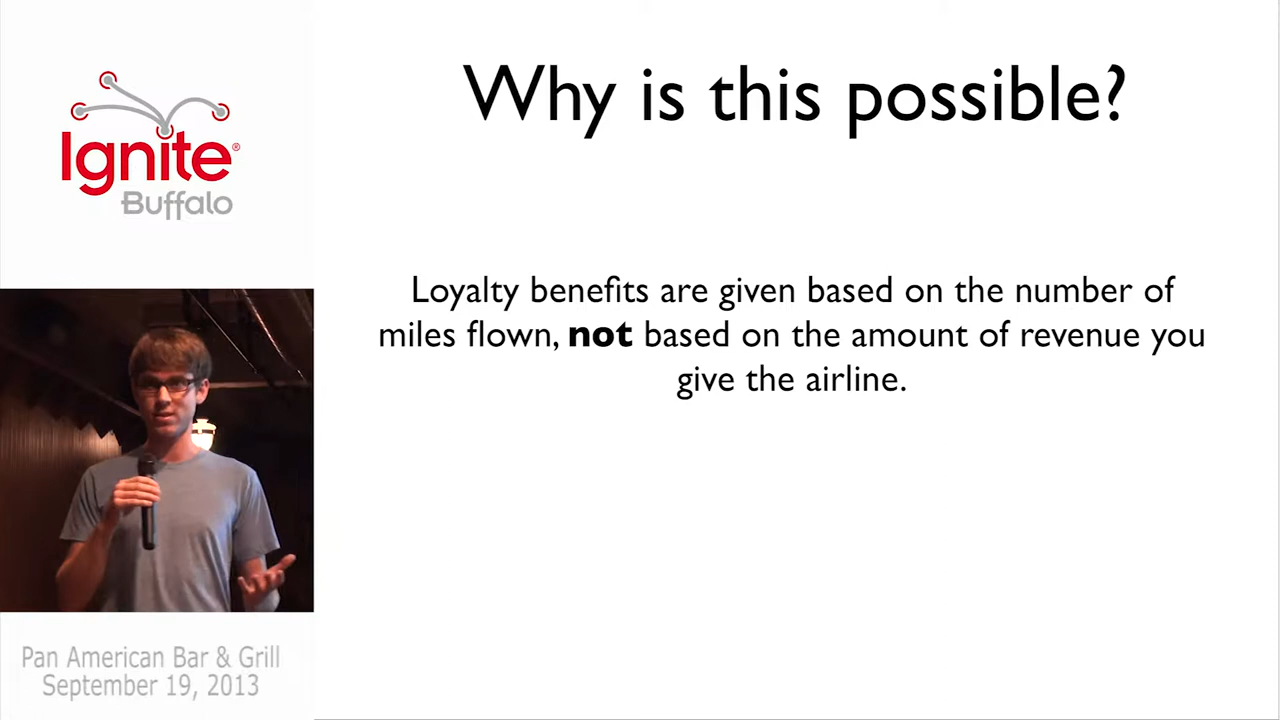 Ignite®
Buffalo
Why is this possible?
Loyalty benefits are given based on the number of
miles flown, not based on the amount of revenue you
give the airline.
Pan American Bar & Grill
September 19, 2013